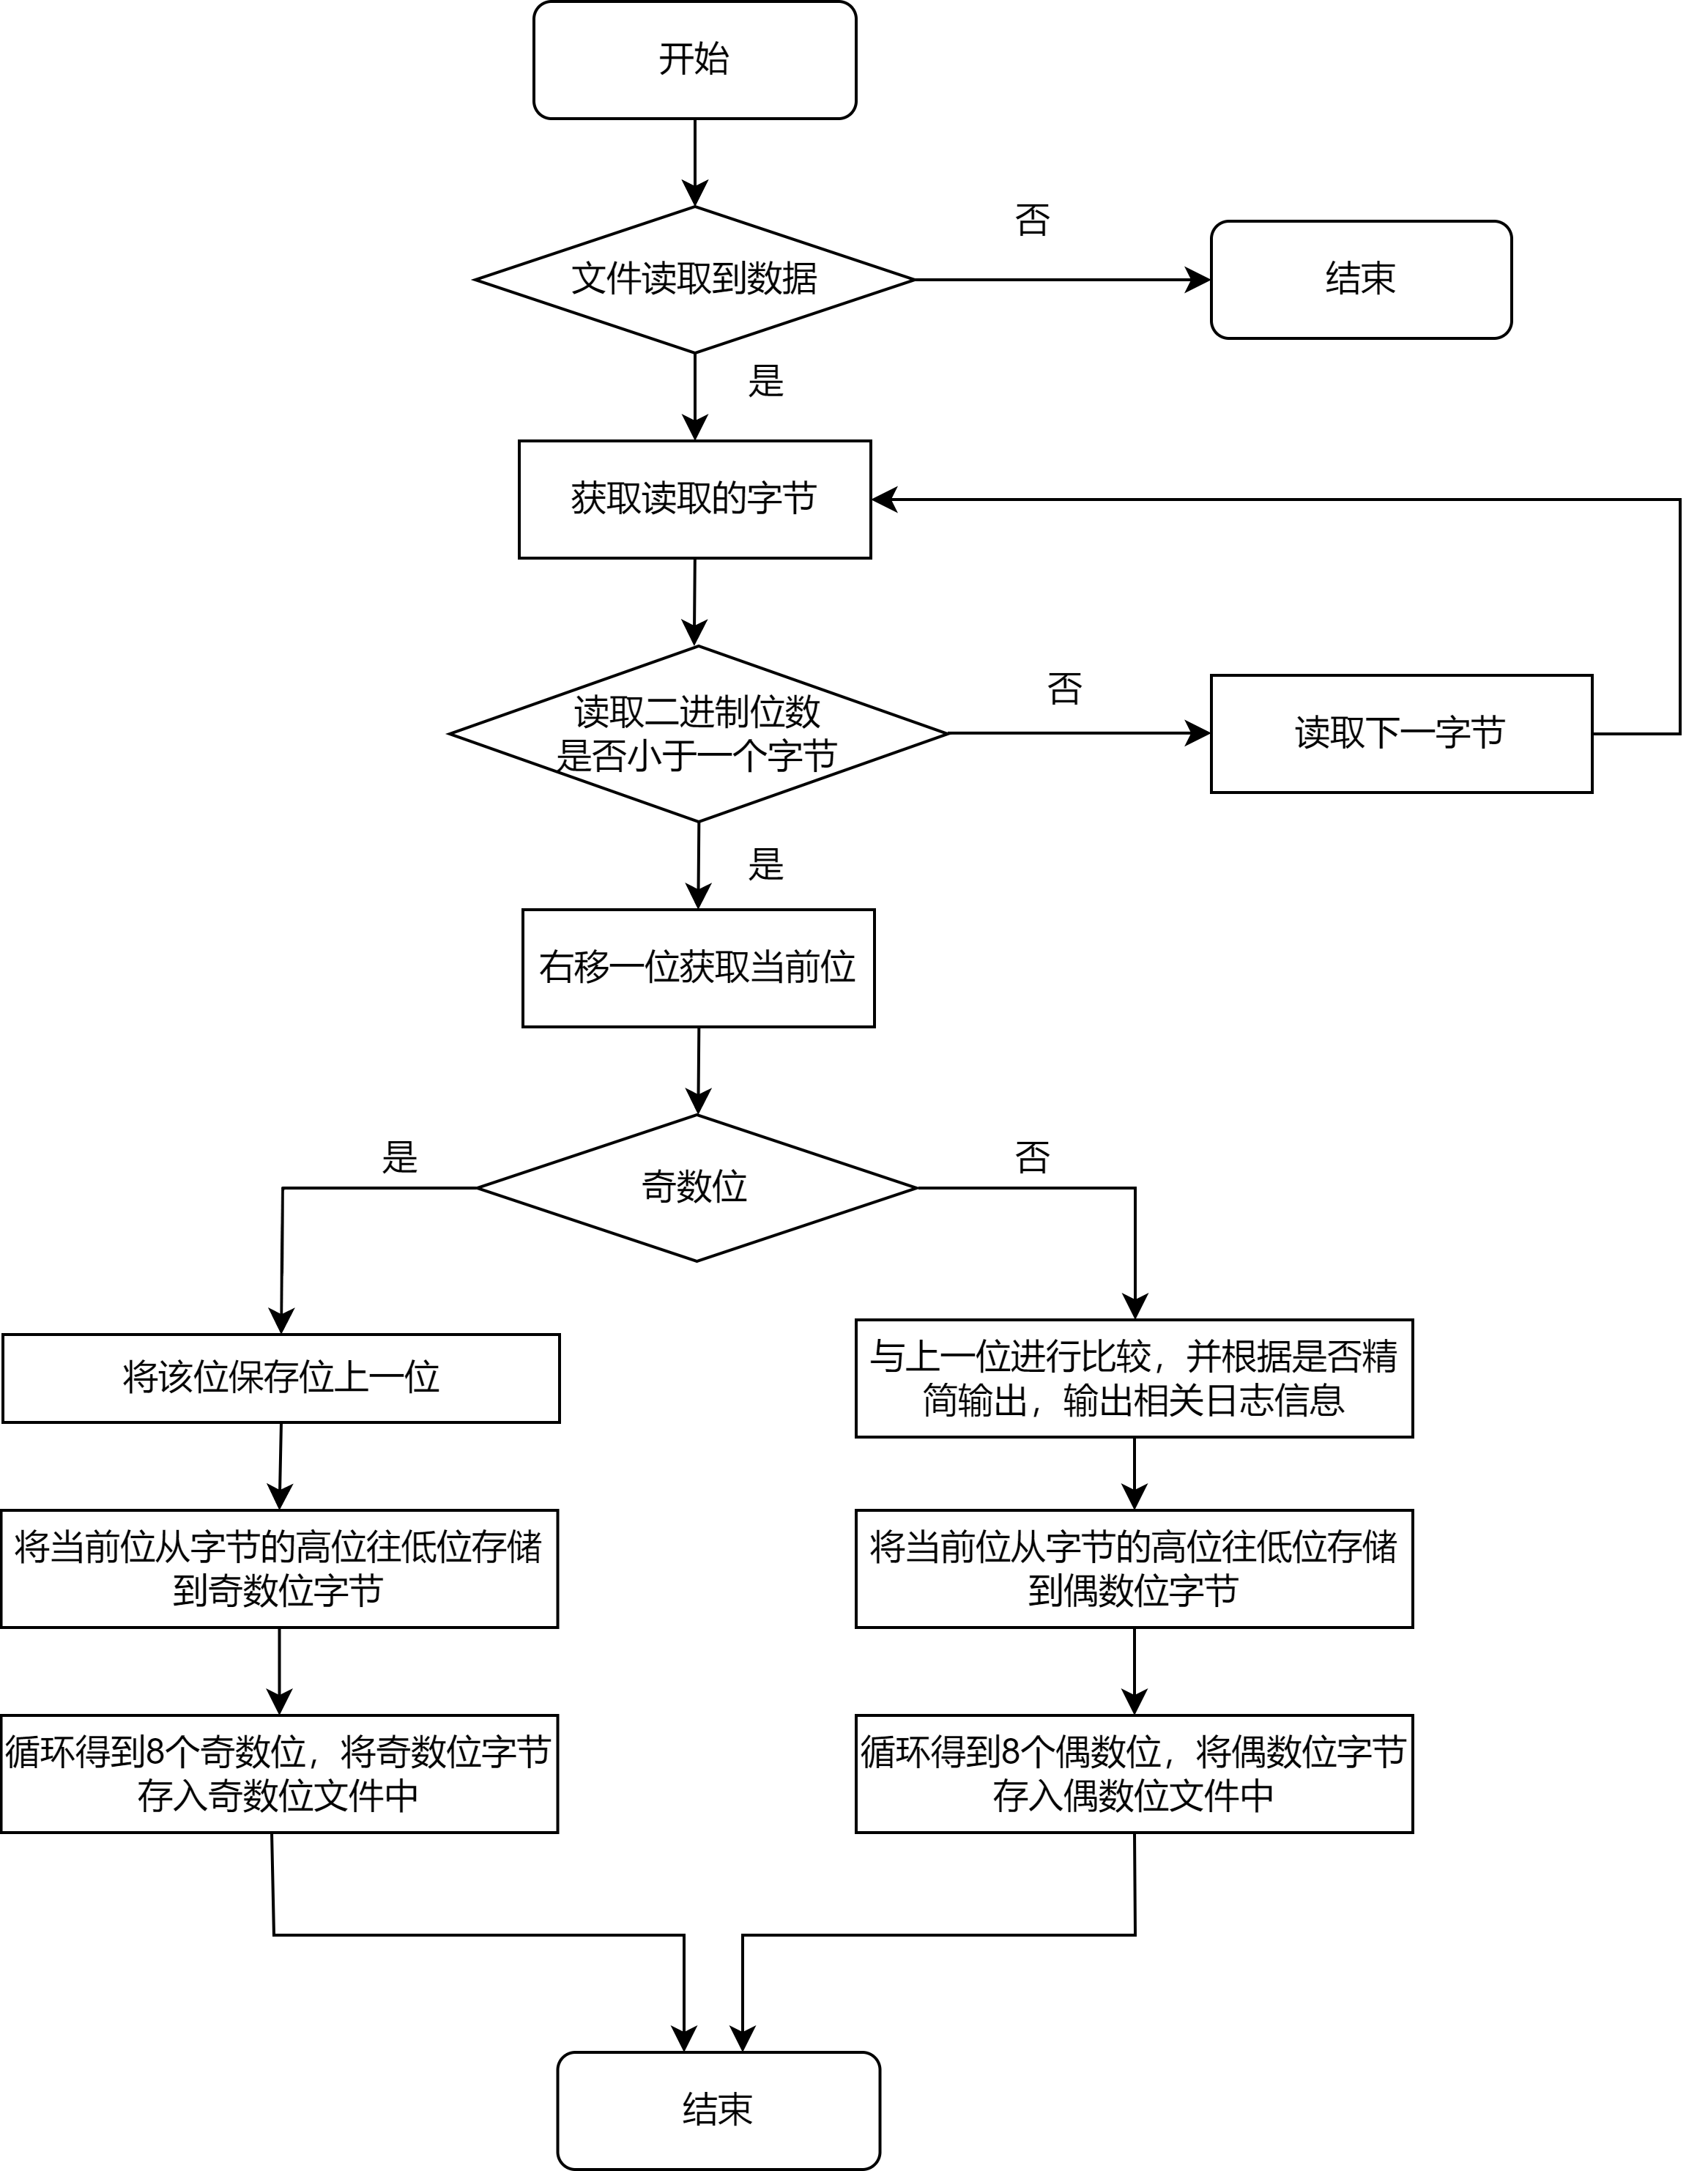 开始
否
文件读取到数据
结束
是
获取读取的字节
否
读取二进制位数
是否小于一个字节
读取下一字节
是
右移一位获取当前位
是
否
奇数位
将该位保存位上一位
与上一位进行比较，并根据是否精
简输出，输出相关日志信息
将当前位从字节的高位往低位存储
到奇数位字节
将当前位从字节的高位往低位存储
到偶数位字节
循环得到8个奇数位，将奇数位字节
存入奇数位文件中
循环得到8个偶数位，将偶数位字节
存入偶数位文件中
结束